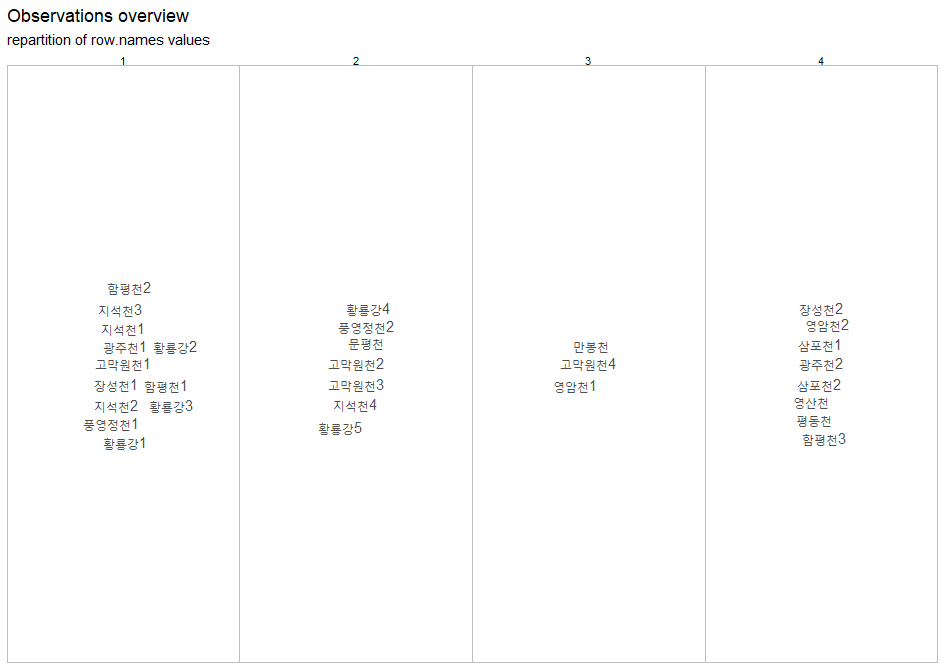 Observations overview
repartition of row.names values
1
2
3
4
함평천2
지석천3
지석천1
광주천1 황룡강2
고막원천1
장성천1 함평천1
지석천2 황룡강3
풍영정천1
황룡강1
황룡강4
풍영정천2
문평천
고막원천2
고막원천3
지석천4
황룡강5
만봉천
고막원천4
영암천1
장성천2
영암천2
삼포천1
광주천2
삼포천2
영산천
평동천
함평천3